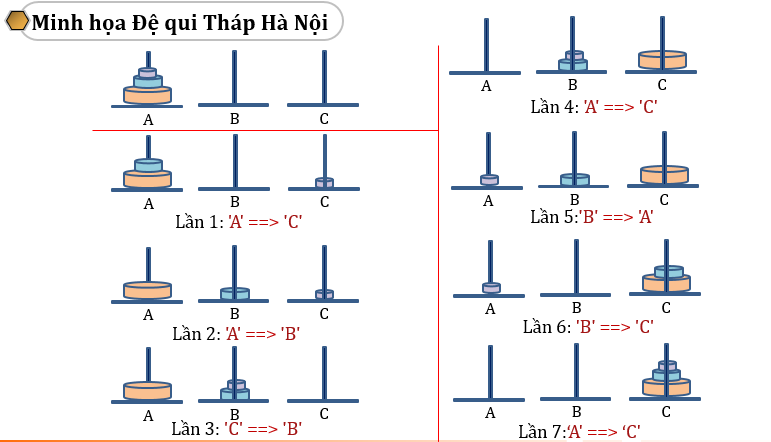 Minh họa Đệ qui Tháp Hà Nội
A B C
A B C
Lần 1: 'A' ==> 'C'
A B C
Lần 2: 'A' ==> 'B'
A B C
Lần 3: 'C' ==> 'B'
A B C
Lần 4: 'A' ==> 'C'
A B C
Lần 5:'B' ==> 'A'
A B C
Lần 6: 'B' ==> 'C'
A B C
Lần 7:‘A’ ==> ‘C’